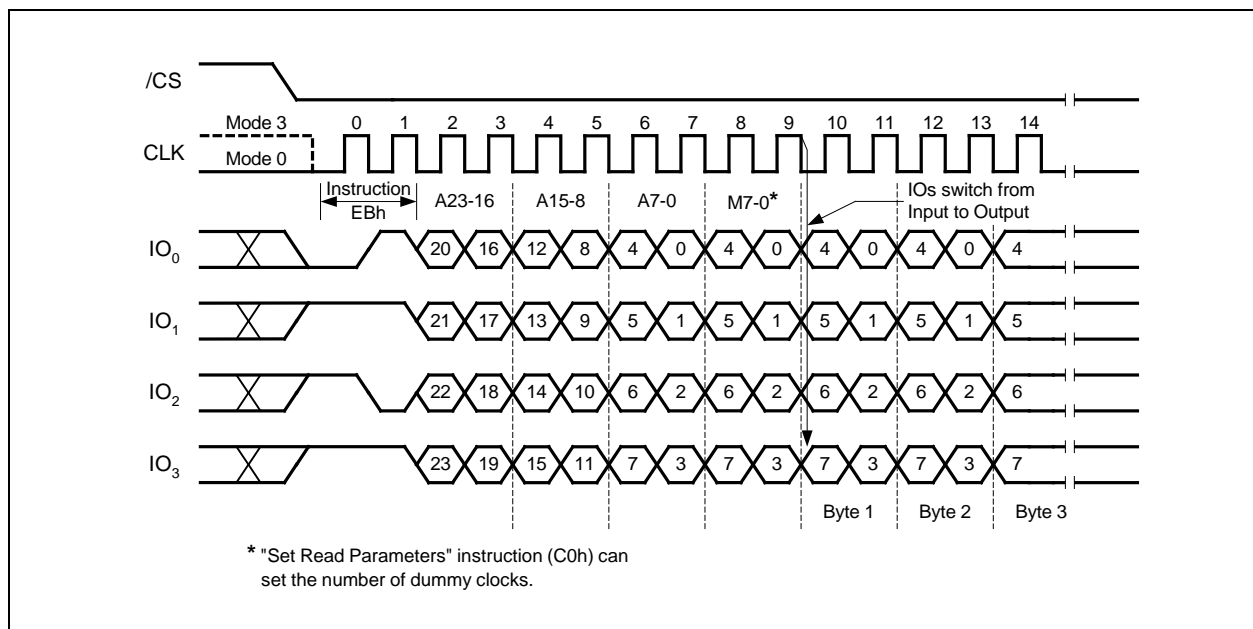 /CS
Mode 3 0 1 2 3 4 5 6 7 8 9 10 11 12 13 14
CLK Mode 0
Instruction A23-16 A15-8 A7-0 M7-0* IOs switch from
EBh Input to Output
IO0 20 16 12 8 4 0 4 0 4 0 4 0 4
IO1 21 17 13 9 5 1 5 1 5 1 5 1 5
IO2 22 18 14 10 6 2 6 2 6 2 6 2 6
IO3 23 19 15 11 7 3 7 3 7 3 7 3 7
Byte 1 Byte 2 Byte 3
* "Set Read Parameters" instruction (C0h) can
set the number of dummy clocks.